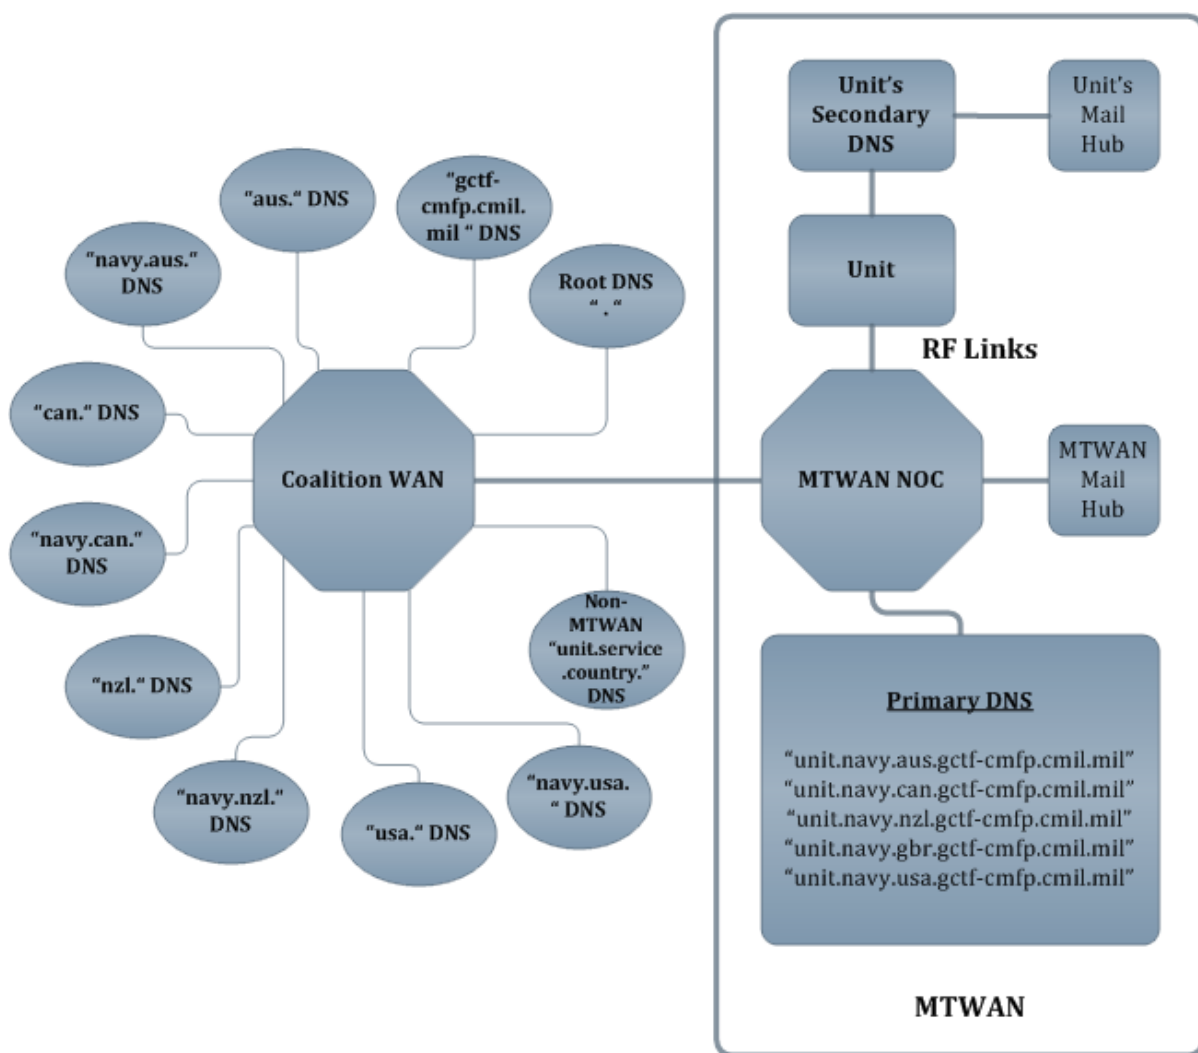 Unit's
Secondary
DNS
Unit's
Mail
Hub
"gctf-
cmfp.cmil.
mil " DNS
"aus." DNS
"navy.aus."
DNS
Root DNS
" . "
Unit
RF Links
"can." DNS
Coalition WAN
MTWAN NOC
MTWAN
Mail
Hub
"navy.can."
DNS
Non-
MTWAN
"unit.service
.country."
DNS
"nzl." DNS
"navy.nzl."
DNS
"usa." DNS
"navy.usa.
" DNS
Primary DNS
"unit.navy.aus.gctf-cmfp.cmil.mil"
"unit.navy.can.gctf-cmfp.cmil.mil"
"unit.navy.nzl.gctf-cmfp.cmil.mil"
"unit.navy.gbr.gctf-cmfp.cmil.mil"
"unit.navy.usa.gctf-cmfp.cmil.mil"
MTWAN